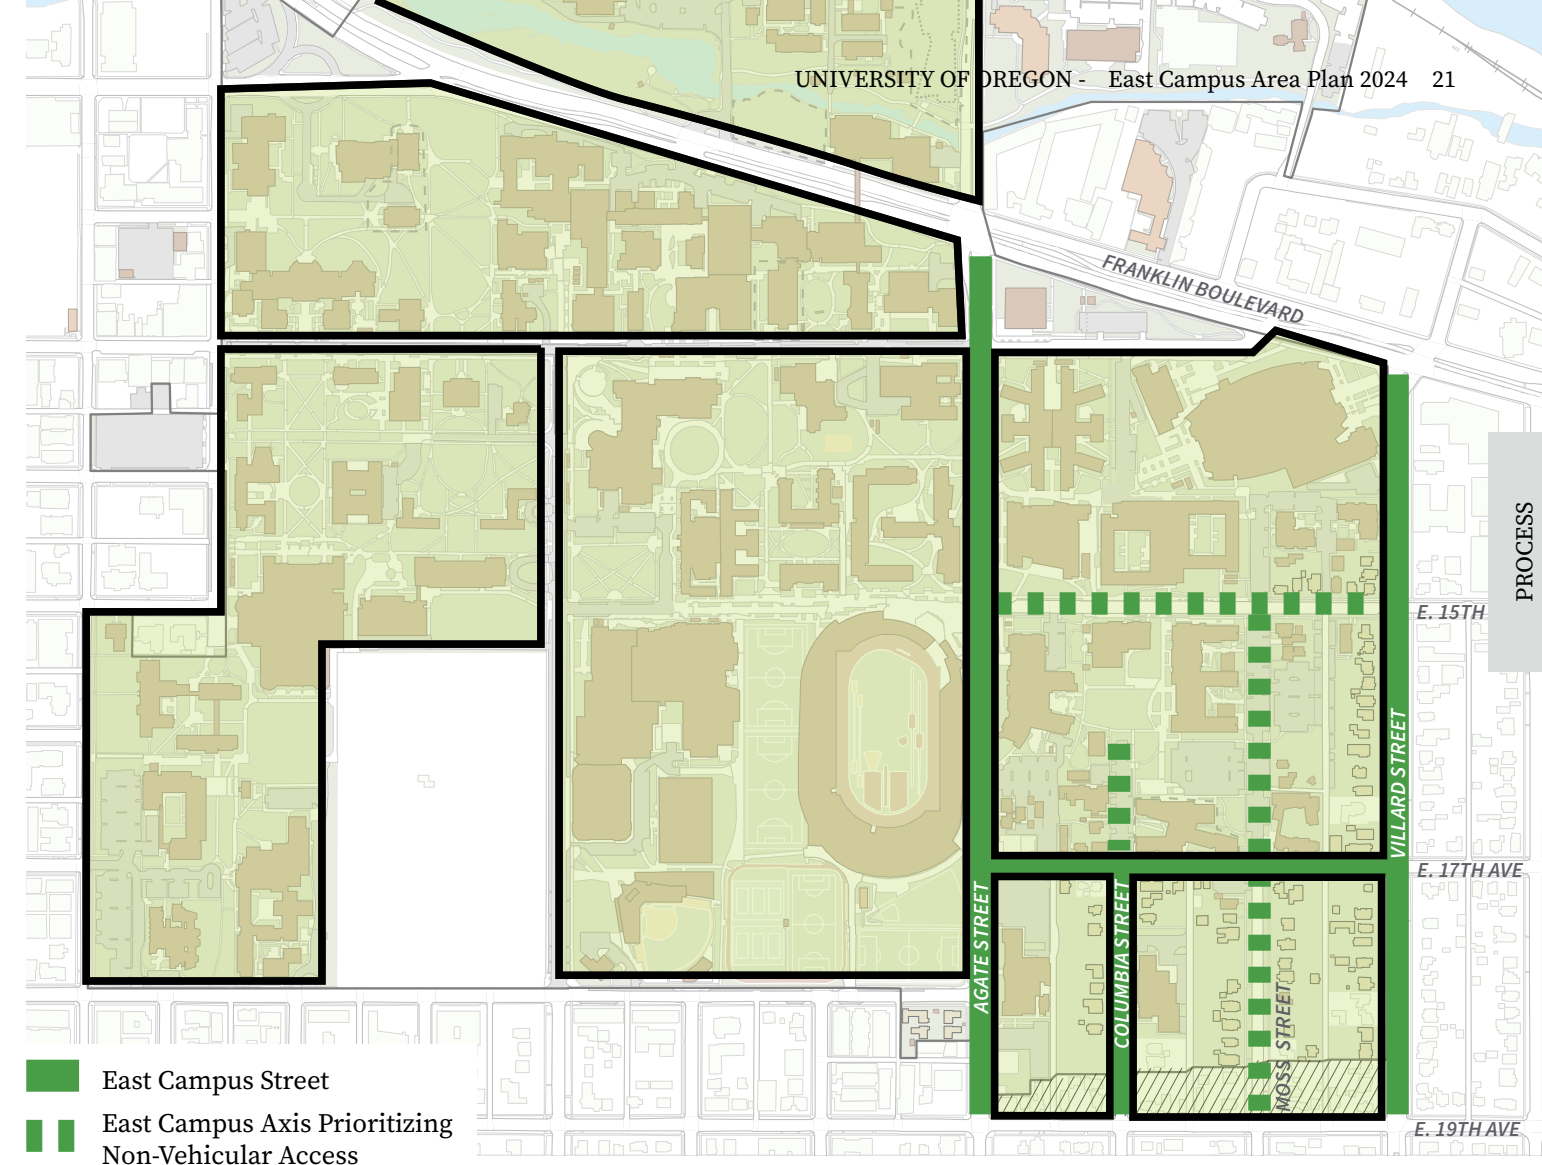 UNIVERSITY OF OREGON - East Campus Area Plan 2024 21
FRANKLIN BOULEVARD
PROCESS
E. 15TH
VILLARD STREET
E. 17TH AVE
AGATE STREET
COLUMBIA STREET
MOSS STREET
E. 19TH AVE
East Campus Street
East Campus Axis Prioritizing
Non-Vehicular Access